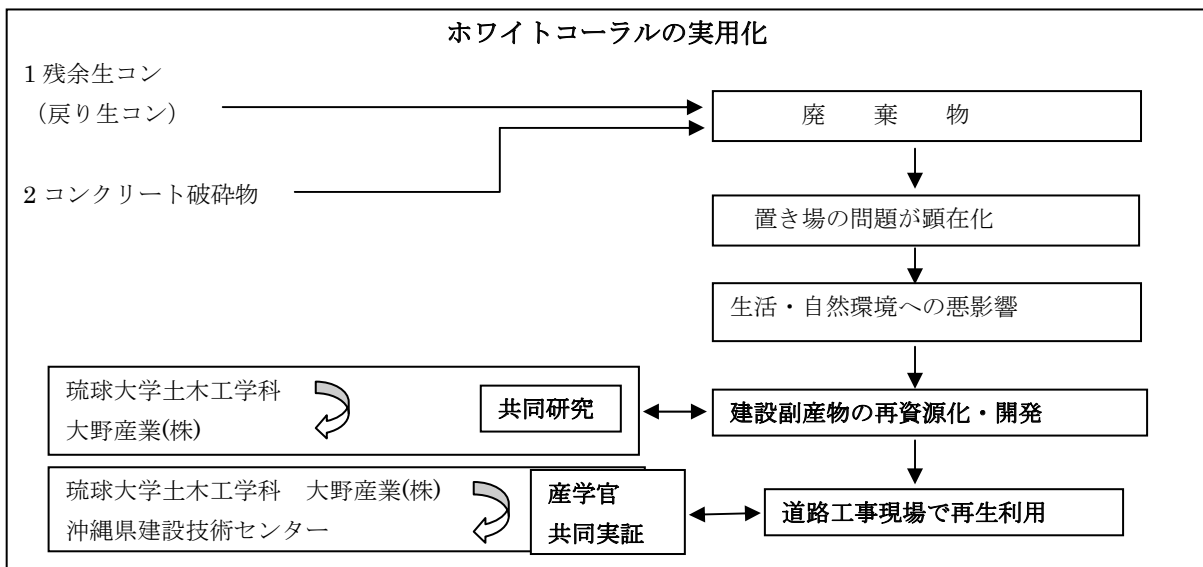 ホワイトコーラルの実用化
1 残余生コン
（戻り生コン）
廃　棄　物
2 コンクリート破砕物
置き場の問題が顕在化
生活・自然環境への悪影響
琉球大学土木工学科
大野産業(株)
共同研究
建設副産物の再資源化・開発
琉球大学土木工学科　大野産業(株)
沖縄県建設技術センター
産学官
共同実証
道路工事現場で再生利用